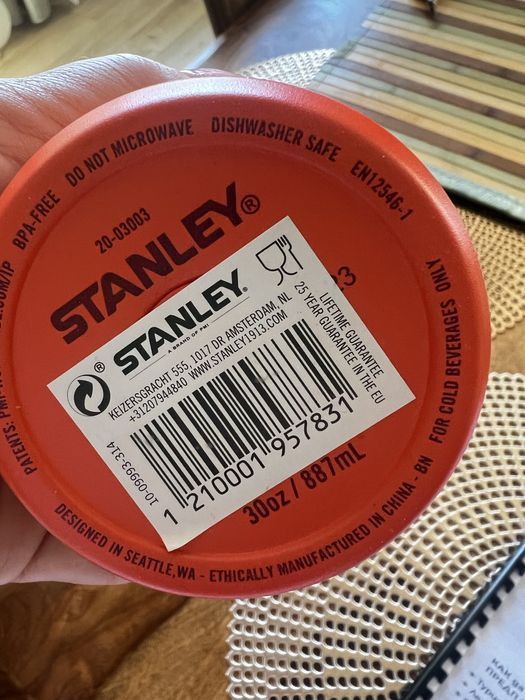 BPA-FREE DO NOT MICROWAVE DISHWASHER SAFE EN12546-1
20-03003
STANLEY®
® STANLEY®
A BRAND OF PMI
KEIZERSGRACHT 555, 1017 DR AMSTERDAM, NL
+31207944840 WWW.STANLEY1913.COM
LIFETIME GUARANTEE
25 YEAR GUARANTEE IN THE EU
10-09993-314
1 210001 957831
30oz / 887mL
FOR COLD BEVERAGES ONLY
DESIGNED IN SEATTLE, WA - ETHICALLY MANUFACTURED IN CHINA - BN
PATENTS: